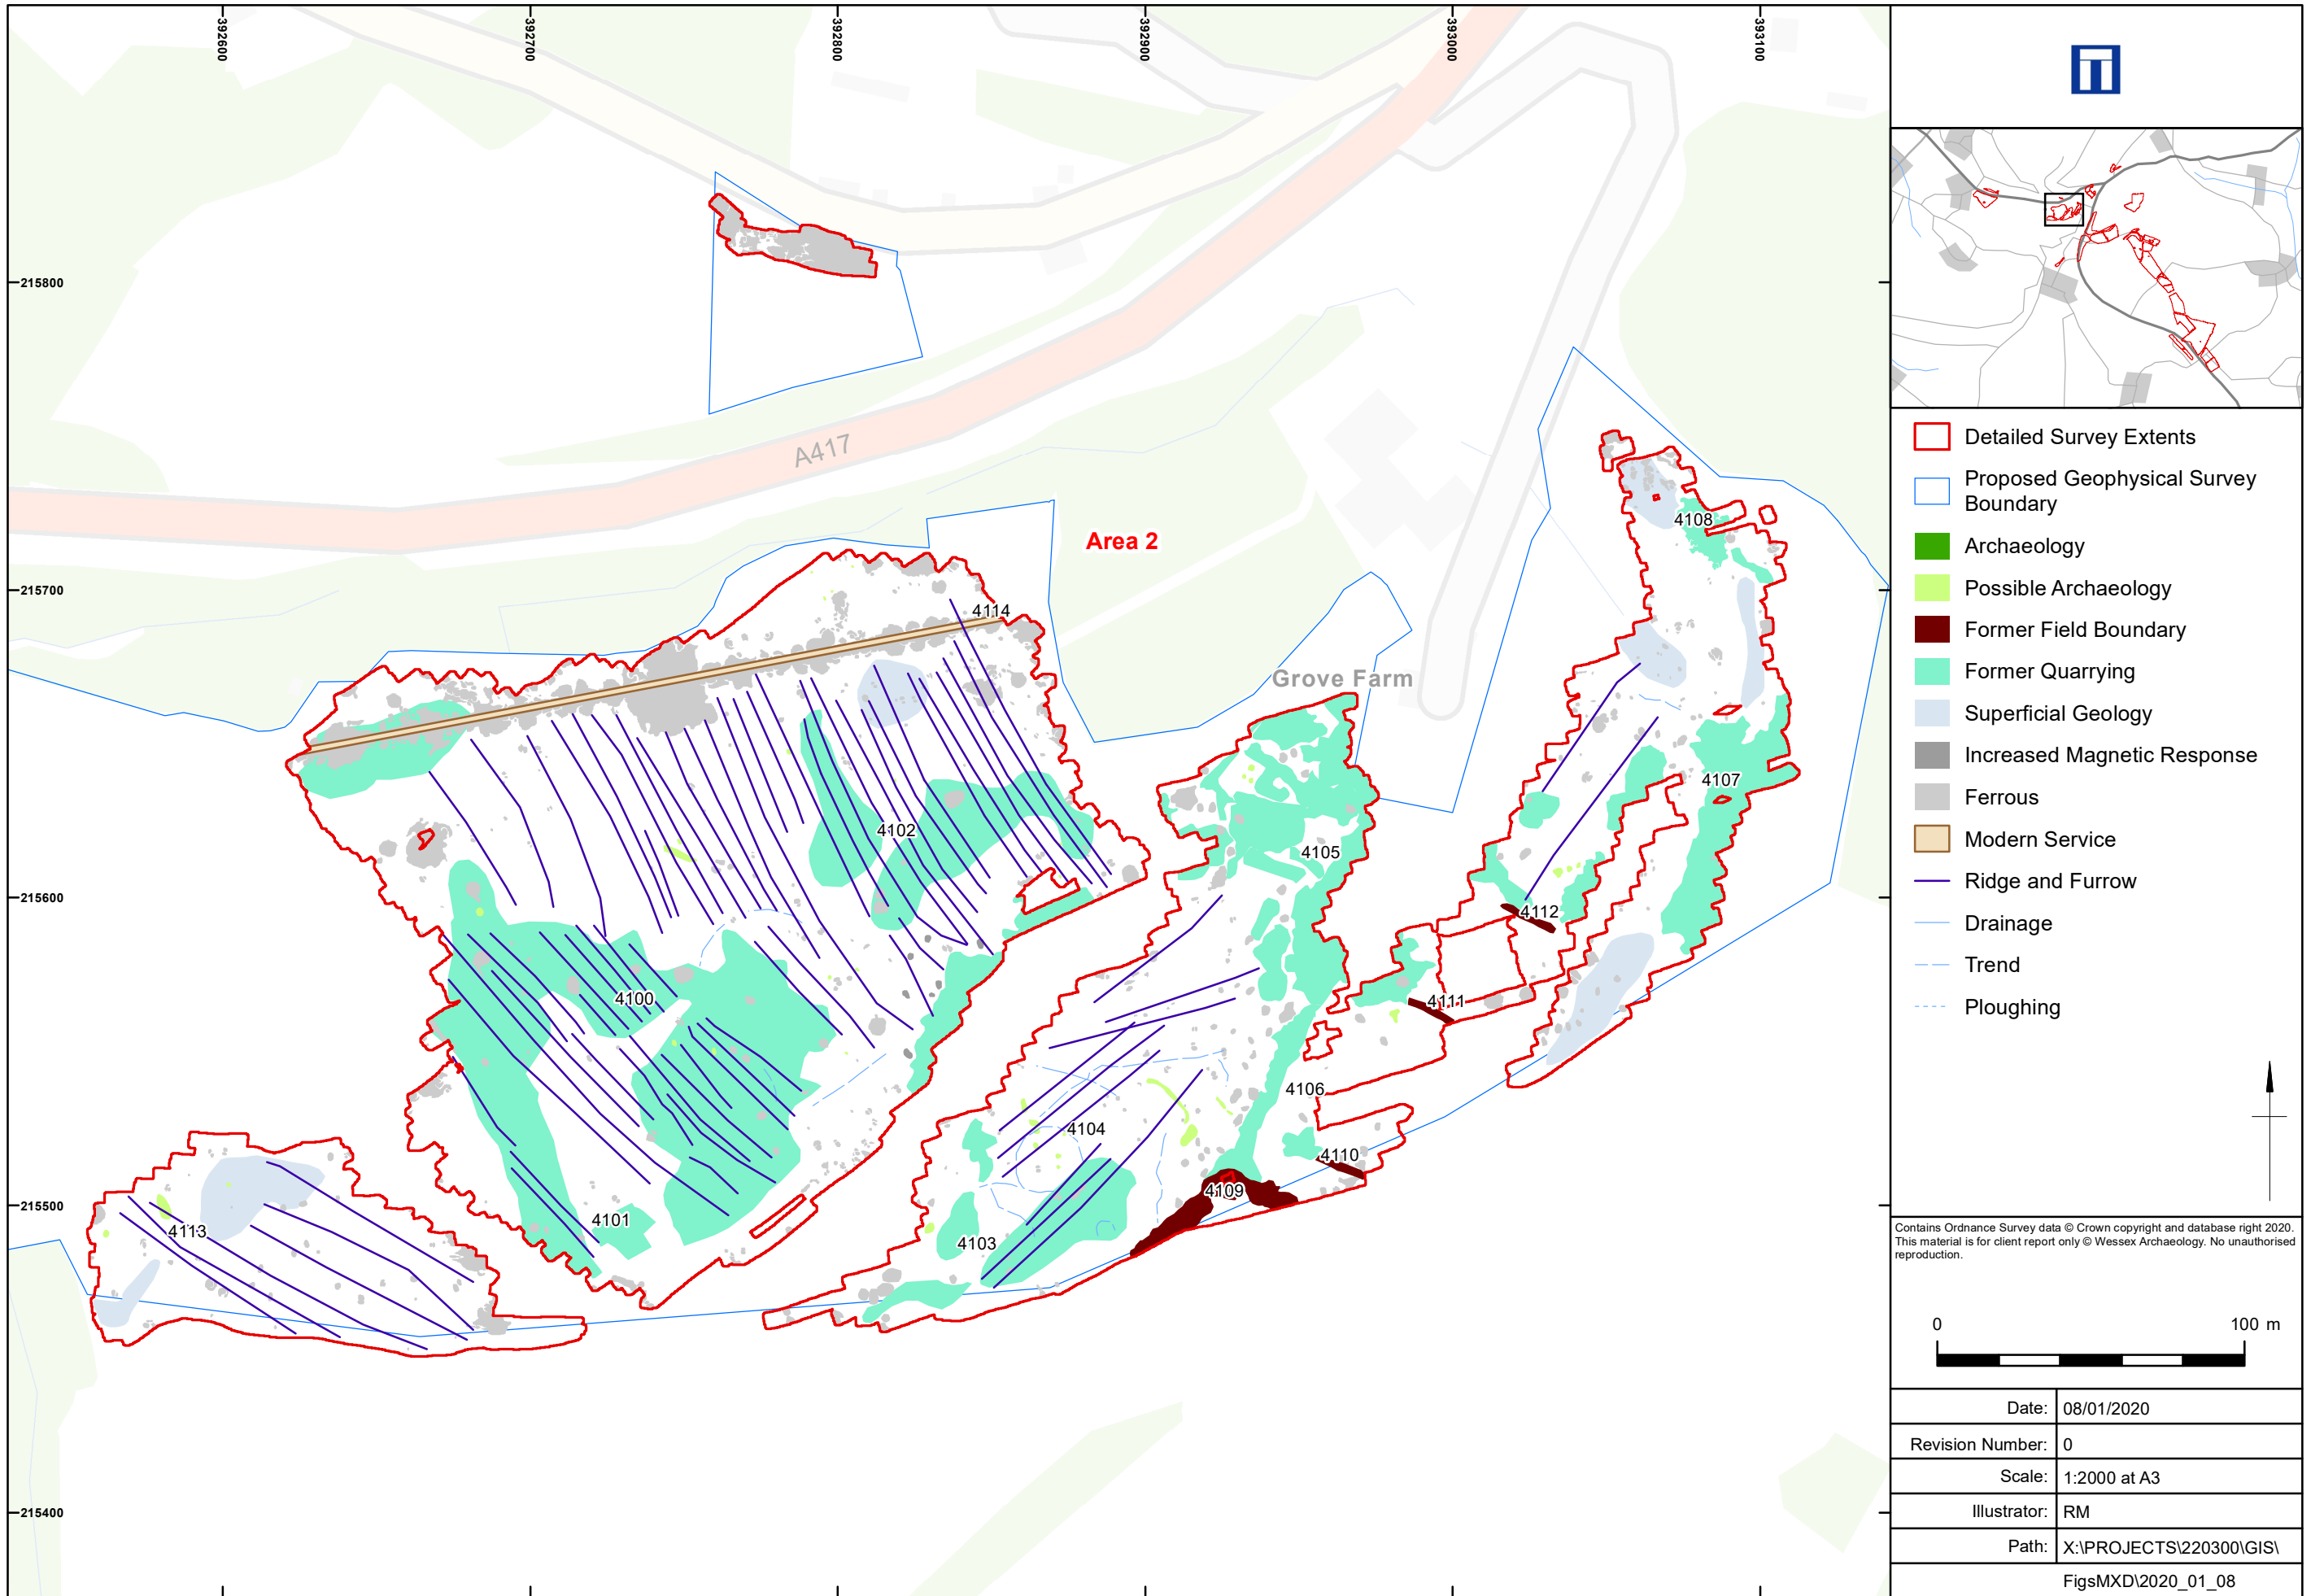 392600
392700
392800
392900
393000
393100
215800
215700
215600
215500
215400
A417
Area 2
Grove Farm
4114
4108
4107
4102
4105
4112
4100
4111
4106
4104
4110
4109
4101
4113
4103
Detailed Survey Extents
Proposed Geophysical Survey
Boundary
Archaeology
Possible Archaeology
Former Field Boundary
Former Quarrying
Superficial Geology
Increased Magnetic Response
Ferrous
Modern Service
Ridge and Furrow
Drainage
Trend
Ploughing
Contains Ordnance Survey data © Crown copyright and database right 2020.
This material is for client report only © Wessex Archaeology. No unauthorised
reproduction.
0 100 m
Date: 08/01/2020
Revision Number: 0
Scale: 1:2000 at A3
Illustrator: RM
Path: X:\PROJECTS\220300\GIS\
FigsMXD\2020_01_08